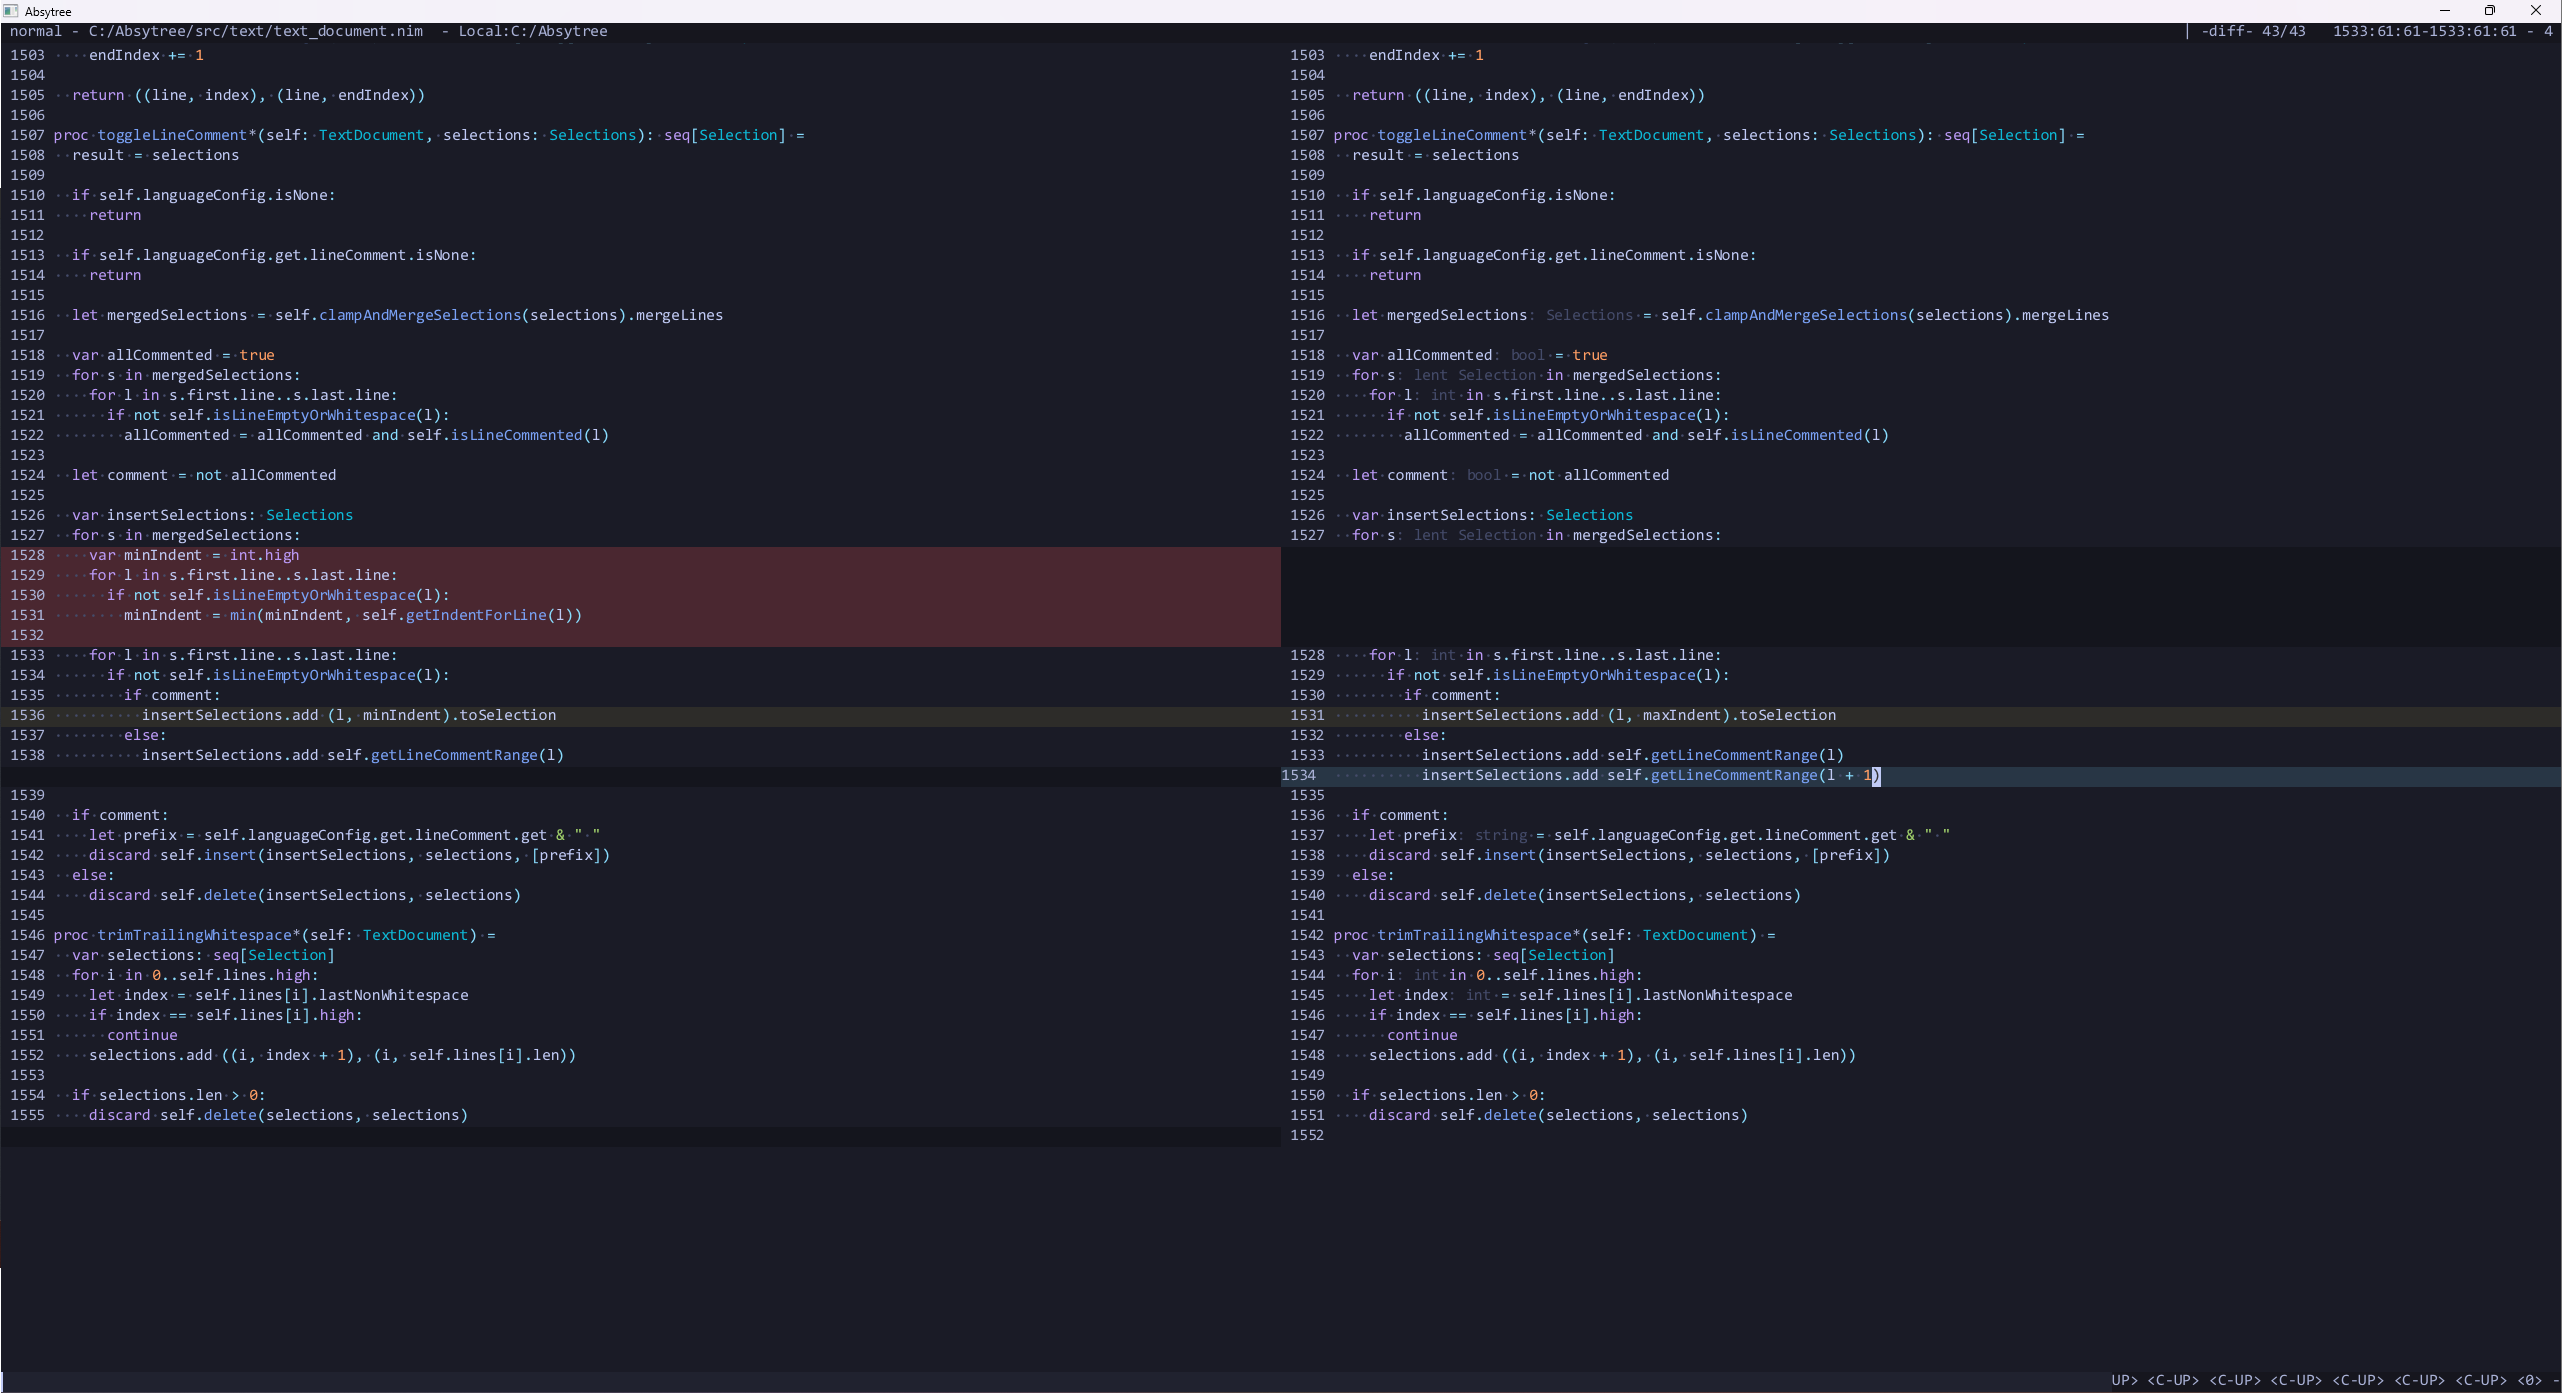 Absytree
normal - C:/Absytree/src/text/text_document.nim  - Local:C:/Absytree
| -diff- 43/43   1533:61:61-1533:61:61 - 4
1503 ····endIndex·+=·1
1504
1505 ··return·((line,·index),·(line,·endIndex))
1506
1507 proc·toggleLineComment*(self:·TextDocument,·selections:·Selections):·seq[Selection]·=
1508 ··result·=·selections
1509
1510 ··if·self.languageConfig.isNone:
1511 ····return
1512
1513 ··if·self.languageConfig.get.lineComment.isNone:
1514 ····return
1515
1516 ··let·mergedSelections·=·self.clampAndMergeSelections(selections).mergeLines
1517
1518 ··var·allCommented·=·true
1519 ··for·s·in·mergedSelections:
1520 ····for·l·in·s.first.line..s.last.line:
1521 ······if·not·self.isLineEmptyOrWhitespace(l):
1522 ········allCommented·=·allCommented·and·self.isLineCommented(l)
1523
1524 ··let·comment·=·not·allCommented
1525
1526 ··var·insertSelections:·Selections
1527 ··for·s·in·mergedSelections:
1528 ····var·minIndent·=·int.high
1529 ····for·l·in·s.first.line..s.last.line:
1530 ······if·not·self.isLineEmptyOrWhitespace(l):
1531 ········minIndent·=·min(minIndent,·self.getIndentForLine(l))
1532
1533 ····for·l·in·s.first.line..s.last.line:
1534 ······if·not·self.isLineEmptyOrWhitespace(l):
1535 ········if·comment:
1536 ··········insertSelections.add·(l,·minIndent).toSelection
1537 ········else:
1538 ··········insertSelections.add·self.getLineCommentRange(l)
1539
1540 ··if·comment:
1541 ····let·prefix·=·self.languageConfig.get.lineComment.get·&·"·"
1542 ····discard·self.insert(insertSelections,·selections,·[prefix])
1543 ··else:
1544 ····discard·self.delete(insertSelections,·selections)
1545
1546 proc·trimTrailingWhitespace*(self:·TextDocument)·=
1547 ··var·selections:·seq[Selection]
1548 ··for·i·in·0..self.lines.high:
1549 ····let·index·=·self.lines[i].lastNonWhitespace
1550 ····if·index·==·self.lines[i].high:
1551 ······continue
1552 ····selections.add·((i,·index·+·1),·(i,·self.lines[i].len))
1553
1554 ··if·selections.len·>·0:
1555 ····discard·self.delete(selections,·selections)
1503 ····endIndex·+=·1
1504
1505 ··return·((line,·index),·(line,·endIndex))
1506
1507 proc·toggleLineComment*(self:·TextDocument,·selections:·Selections):·seq[Selection]·=
1508 ··result·=·selections
1509
1510 ··if·self.languageConfig.isNone:
1511 ····return
1512
1513 ··if·self.languageConfig.get.lineComment.isNone:
1514 ····return
1515
1516 ··let·mergedSelections: Selections·=·self.clampAndMergeSelections(selections).mergeLines
1517
1518 ··var·allCommented: bool·=·true
1519 ··for·s: lent Selection·in·mergedSelections:
1520 ····for·l: int·in·s.first.line..s.last.line:
1521 ······if·not·self.isLineEmptyOrWhitespace(l):
1522 ········allCommented·=·allCommented·and·self.isLineCommented(l)
1523
1524 ··let·comment: bool·=·not·allCommented
1525
1526 ··var·insertSelections:·Selections
1527 ··for·s: lent Selection·in·mergedSelections:
1528 ····for·l: int·in·s.first.line..s.last.line:
1529 ······if·not·self.isLineEmptyOrWhitespace(l):
1530 ········if·comment:
1531 ··········insertSelections.add·(l,·maxIndent).toSelection
1532 ········else:
1533 ··········insertSelections.add·self.getLineCommentRange(l)
1534 ··········insertSelections.add·self.getLineCommentRange(l·+·1)
1535
1536 ··if·comment:
1537 ····let·prefix: string·=·self.languageConfig.get.lineComment.get·&·"·"
1538 ····discard·self.insert(insertSelections,·selections,·[prefix])
1539 ··else:
1540 ····discard·self.delete(insertSelections,·selections)
1541
1542 proc·trimTrailingWhitespace*(self:·TextDocument)·=
1543 ··var·selections:·seq[Selection]
1544 ··for·i: int·in·0..self.lines.high:
1545 ····let·index: int·=·self.lines[i].lastNonWhitespace
1546 ····if·index·==·self.lines[i].high:
1547 ······continue
1548 ····selections.add·((i,·index·+·1),·(i,·self.lines[i].len))
1549
1550 ··if·selections.len·>·0:
1551 ····discard·self.delete(selections,·selections)
1552
UP> <C-UP> <C-UP> <C-UP> <C-UP> <C-UP> <C-UP> <0> -